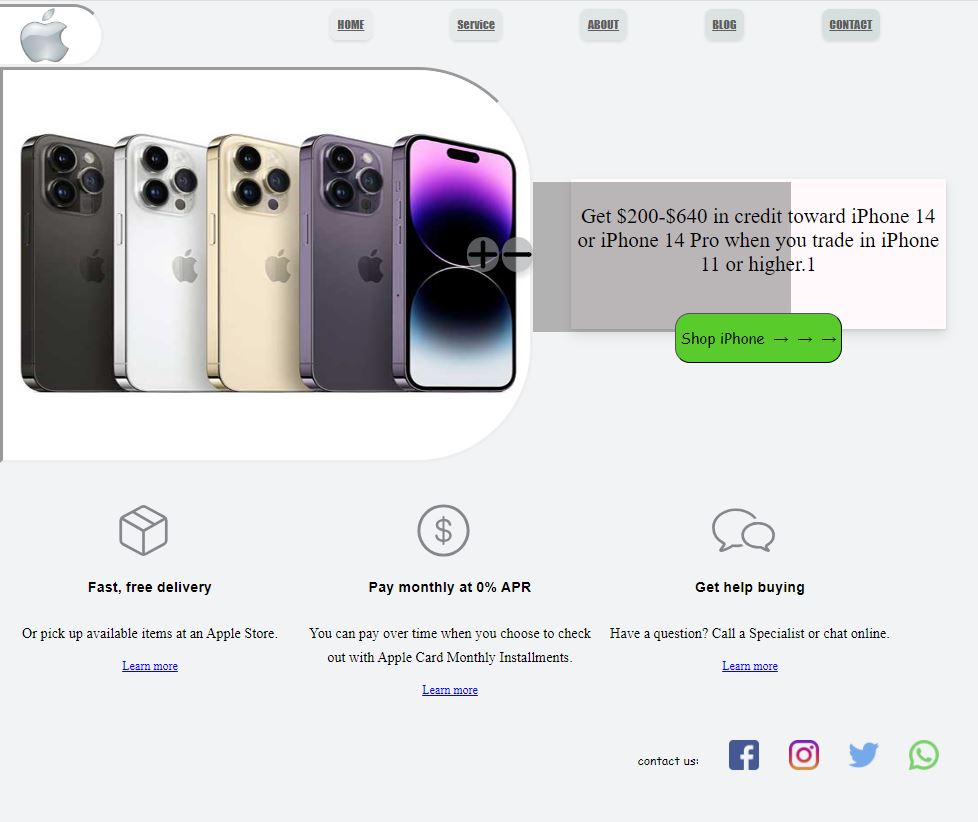 HOME Service ABOUT BLOG CONTACT
Get $200-$640 in credit toward iPhone 14
or iPhone 14 Pro when you trade in iPhone
11 or higher.1
Shop iPhone → → →
Fast, free delivery
Or pick up available items at an Apple Store.
Learn more
Pay monthly at 0% APR
You can pay over time when you choose to check
out with Apple Card Monthly Installments.
Learn more
Get help buying
Have a question? Call a Specialist or chat online.
Learn more
contact us: